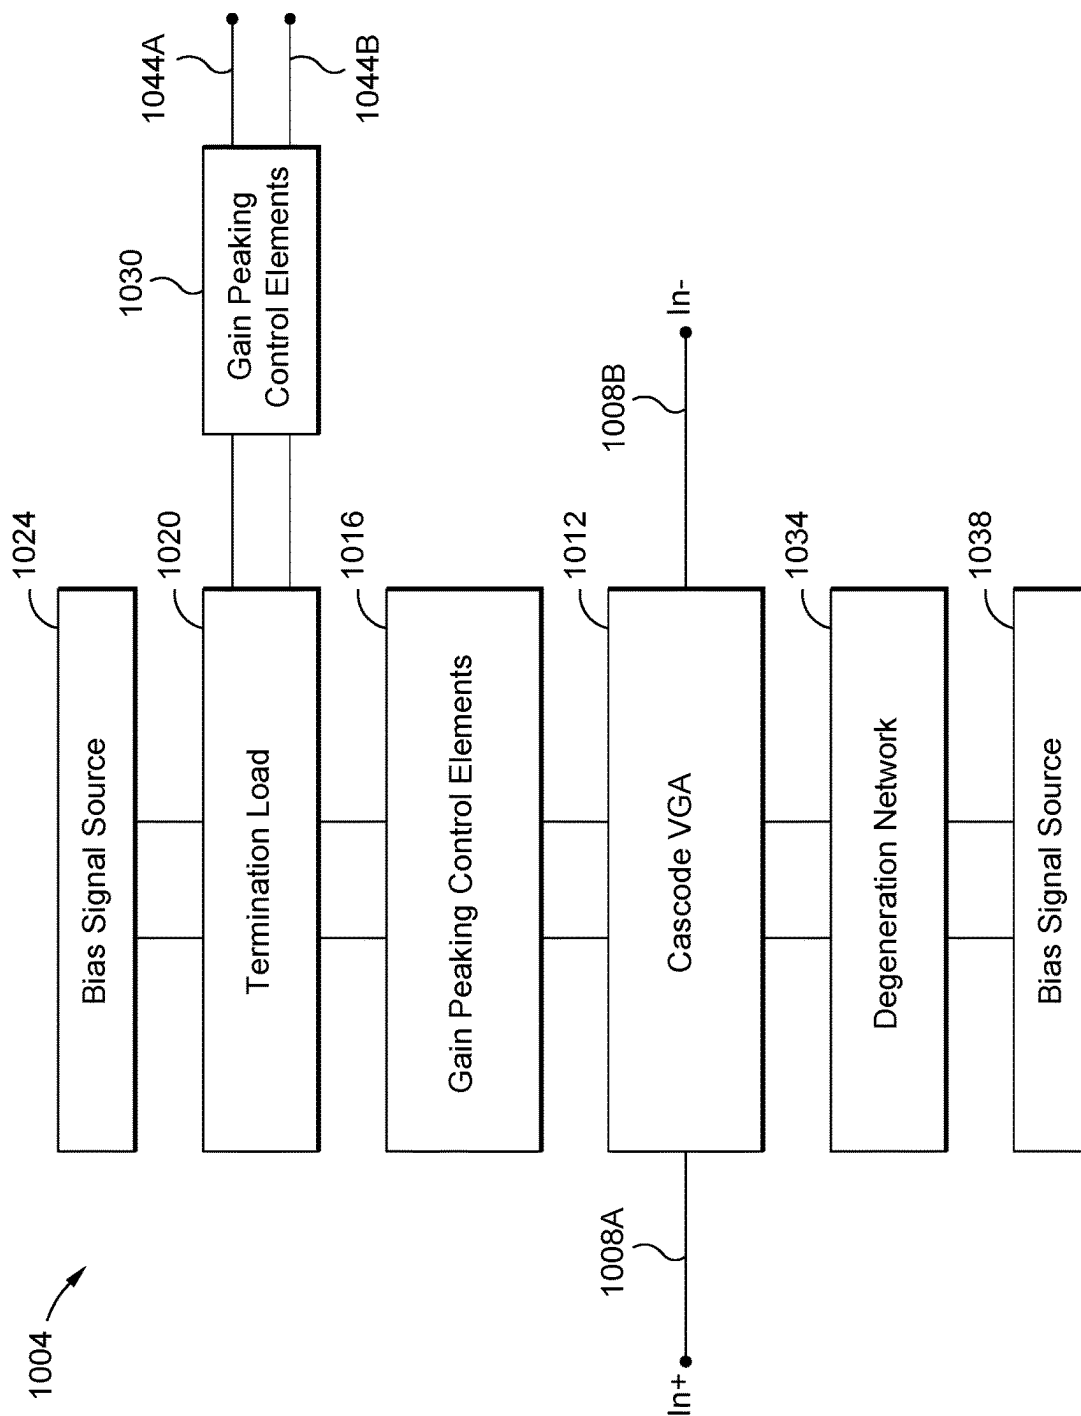 1004
1024
Bias Signal Source
1020
Termination Load
1030
Gain Peaking
Control Elements
1044A
1044B
1016
Gain Peaking Control Elements
1012
Cascode VGA
In+
1008A
1008B
In-
1034
Degeneration Network
1038
Bias Signal Source